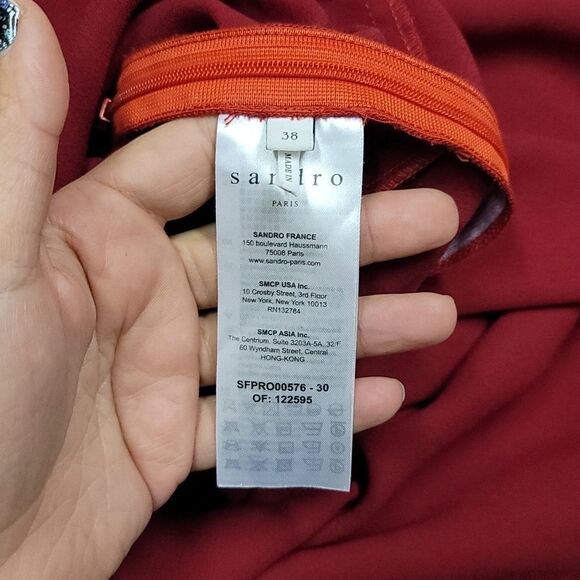 38
MADE IN
sandro
PARIS
SANDRO FRANCE
150 boulevard Haussmann
75008 Paris
www.sandro-paris.com
SMCP USA Inc.
10 Crosby Street, 3rd Floor
New York, New York 10013
RN132784
SMCP ASIA Inc.
The Centrium, Suite 3203A-5A, 32/F
60 Wyndham Street, Central
HONG-KONG
SFPRO00576 - 30
OF: 122595